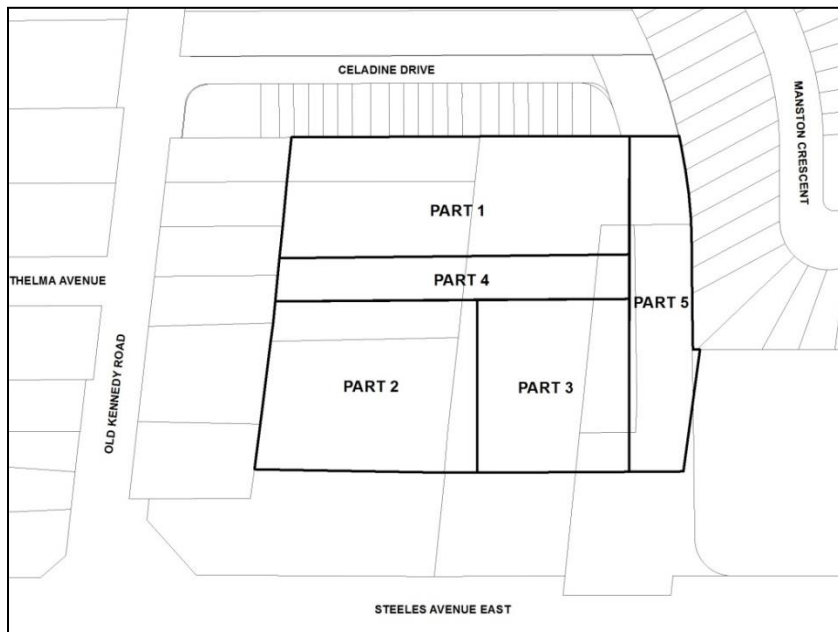 CELADINE DRIVE
MANSTON CRESCENT
PART 1
THELMA AVENUE
PART 4
PART 5
OLD KENNEDY ROAD
PART 2
PART 3
STEELES AVENUE EAST